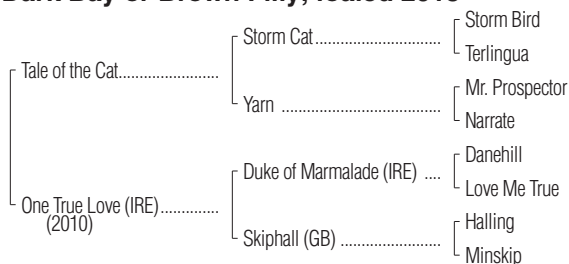 Dark Bay or Brown Filly; foaled 2018
Storm Bird
Storm Cat..............................
Terlingua
Tale of the Cat........................
Mr. Prospector
Yarn ......................................
Narrate
Danehill
Duke of Marmalade (IRE) ....
Love Me True
One True Love (IRE)..............
(2010)
Halling
Skiphall (GB) ........................
Minskip